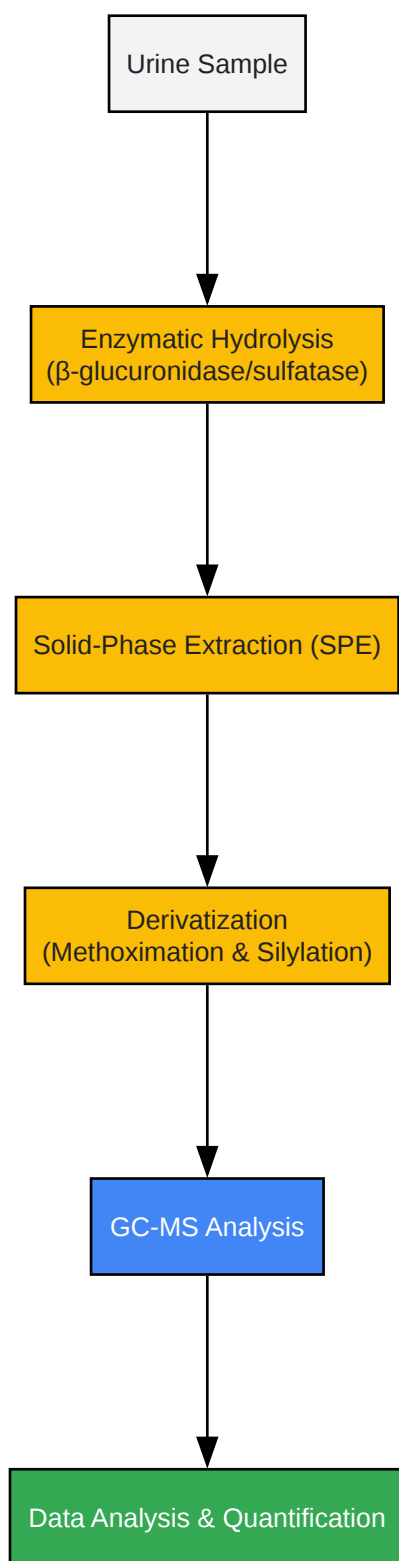 Urine Sample
Enzymatic Hydrolysis
(β-glucuronidase/sulfatase)
Solid-Phase Extraction (SPE)
Derivatization
(Methoximation & Silylation)
GC-MS Analysis
Data Analysis & Quantification